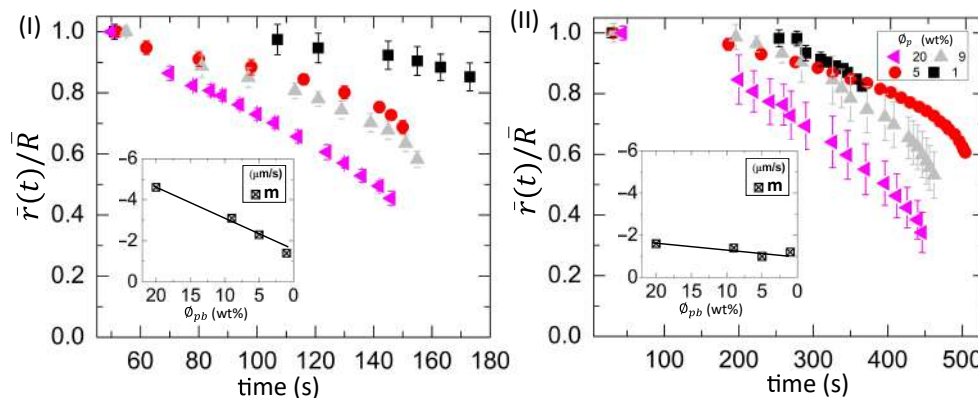 (I)
r̄(t)/R̄
1.0
0.8
0.6
0.4
0.2
0.0
60 80 100 120 140 160 180
time (s)
−6
−4
−2
0
(μm/s)
m
20 15 10 5 0
Ø_pb (wt%)
(II)
r̄(t)/R̄
1.0
0.8
0.6
0.4
0.2
0.0
100 200 300 400 500
time (s)
Ø_p (wt%)
20 9
5 1
−6
−4
−2
0
(μm/s)
m
20 15 10 5 0
Ø_pb (wt%)